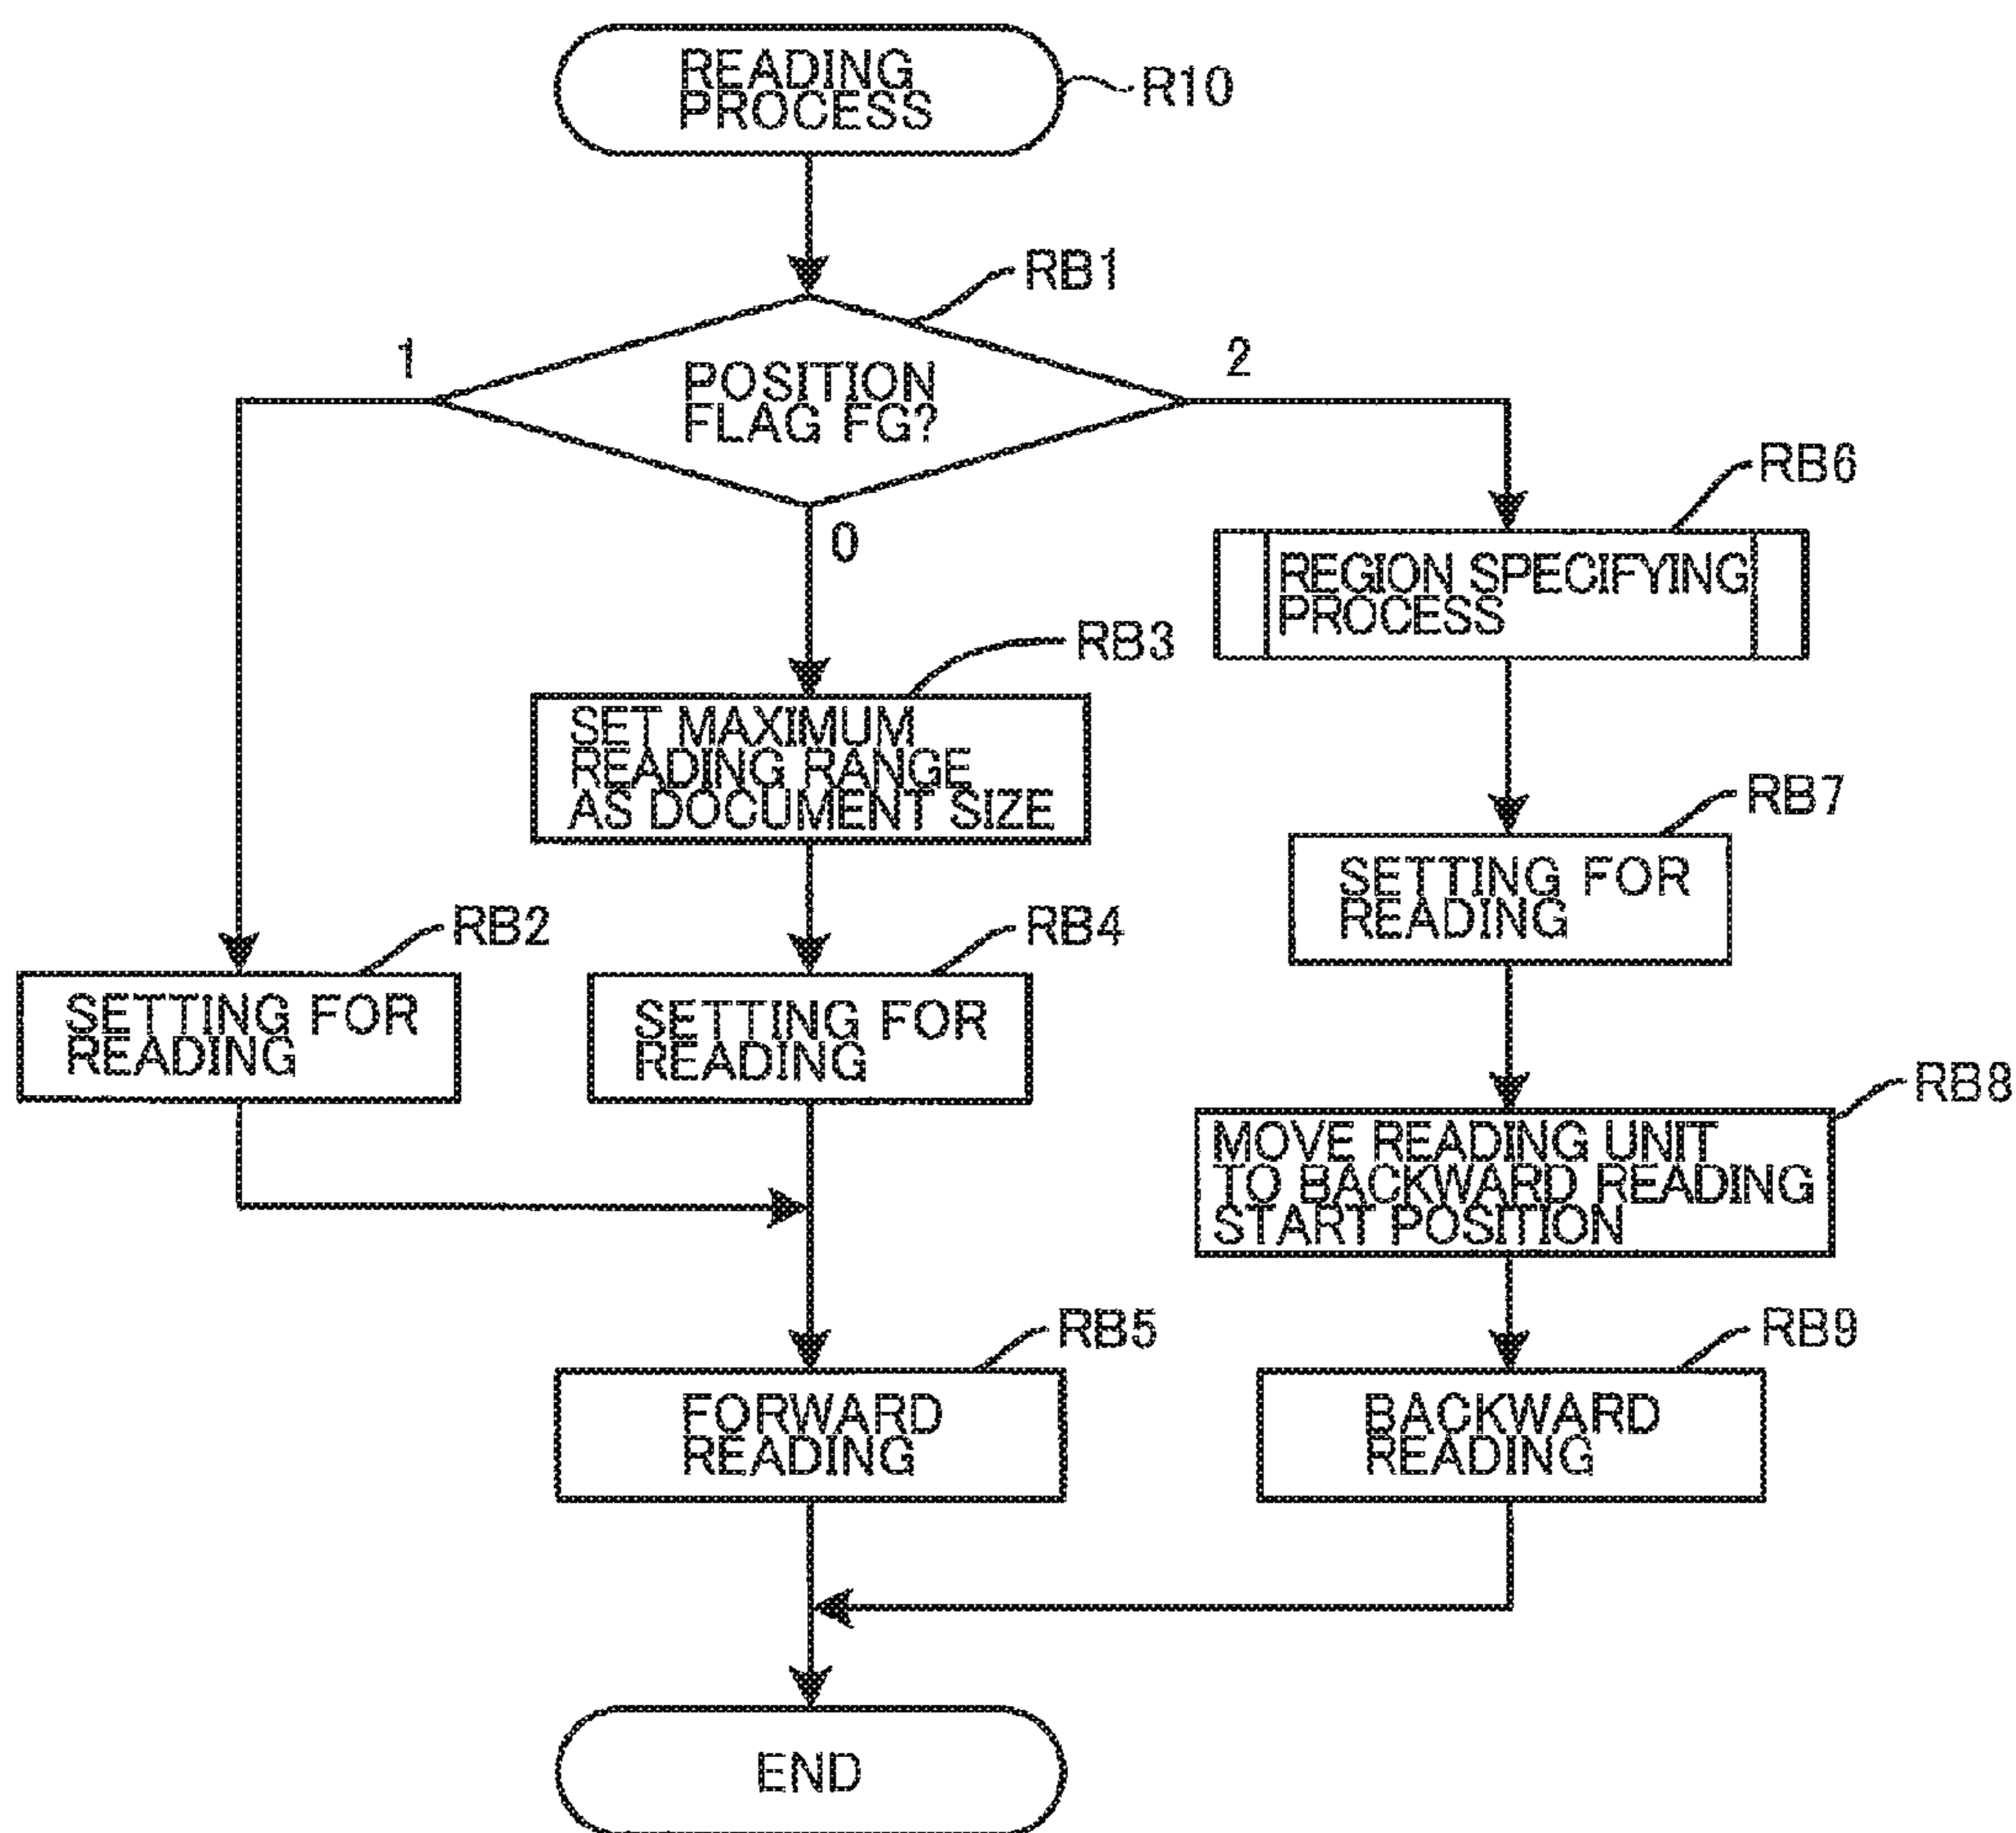 READING
PROCESS
R10
RB1
1
2
POSITION
FLAG FG?
0
RB6
REGION SPECIFYING
PROCESS
RB3
SET MAXIMUM
READING RANGE
AS DOCUMENT SIZE
RB7
SETTING FOR
READING
RB2
SETTING FOR
READING
RB4
SETTING FOR
READING
RB8
MOVE READING UNIT
TO BACKWARD READING
START POSITION
RB5
FORWARD
READING
RB9
BACKWARD
READING
END